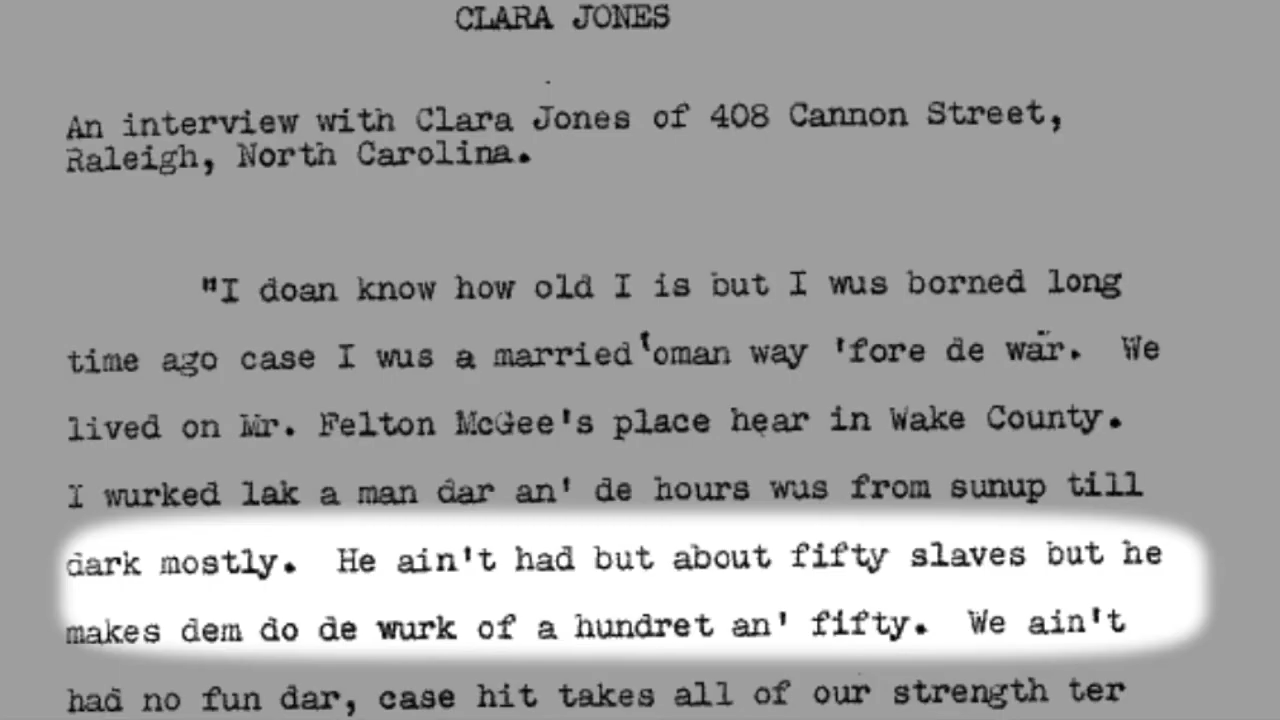 CLARA JONES
An interview with Clara Jones of 408 Cannon Street,
Raleigh, North Carolina.
"I doan know how old I is but I wus borned long
time ago case I wus a married 'oman way 'fore de war. We
lived on Mr. Felton McGee's place hear in Wake County.
I wurked lak a man dar an' de hours wus from sunup till
dark mostly. He ain't had but about fifty slaves but he
makes dem do de wurk of a hundret an' fifty. We ain't
had no fun dar, case hit takes all of our strength ter